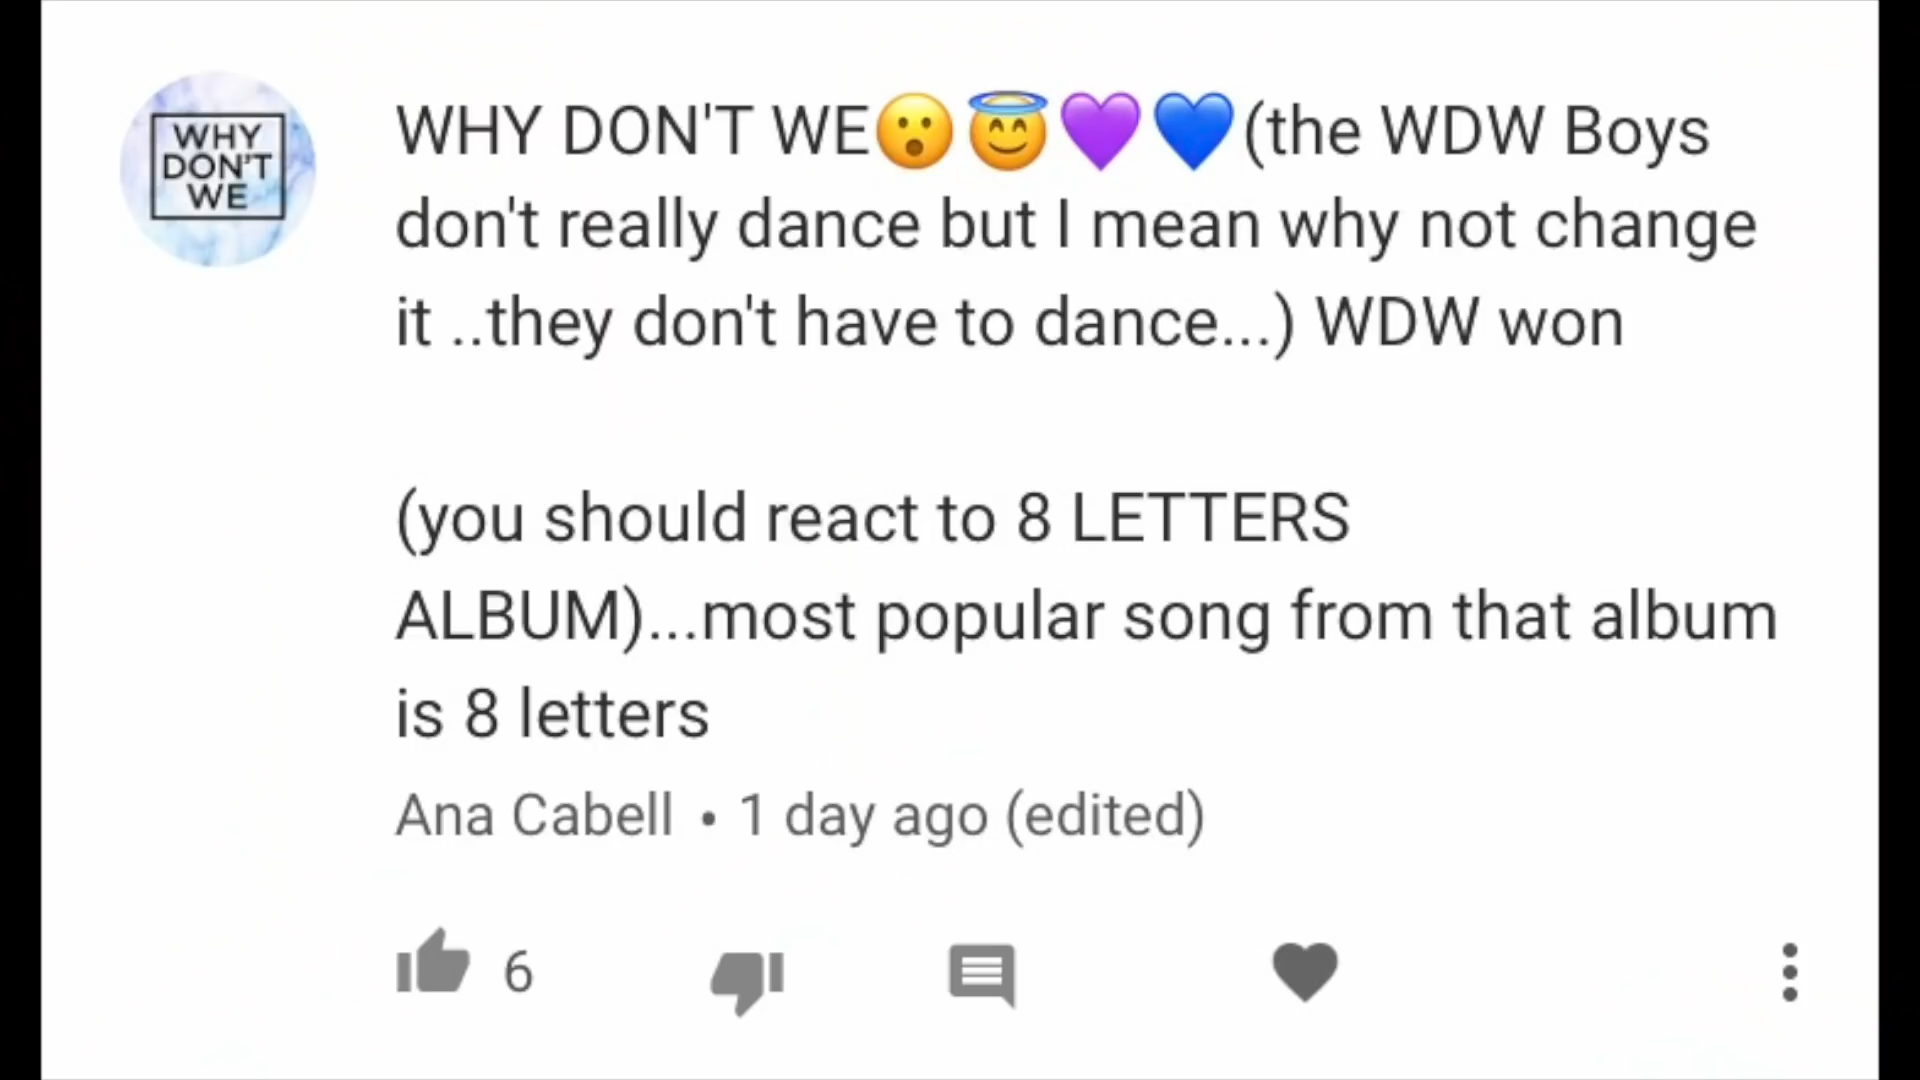 WHY
DON'T
WE
WHY DON'T WE😮😇💜💙(the WDW Boys
don't really dance but I mean why not change
it ..they don't have to dance...) WDW won
(you should react to 8 LETTERS
ALBUM)...most popular song from that album
is 8 letters
Ana Cabell • 1 day ago (edited)
6